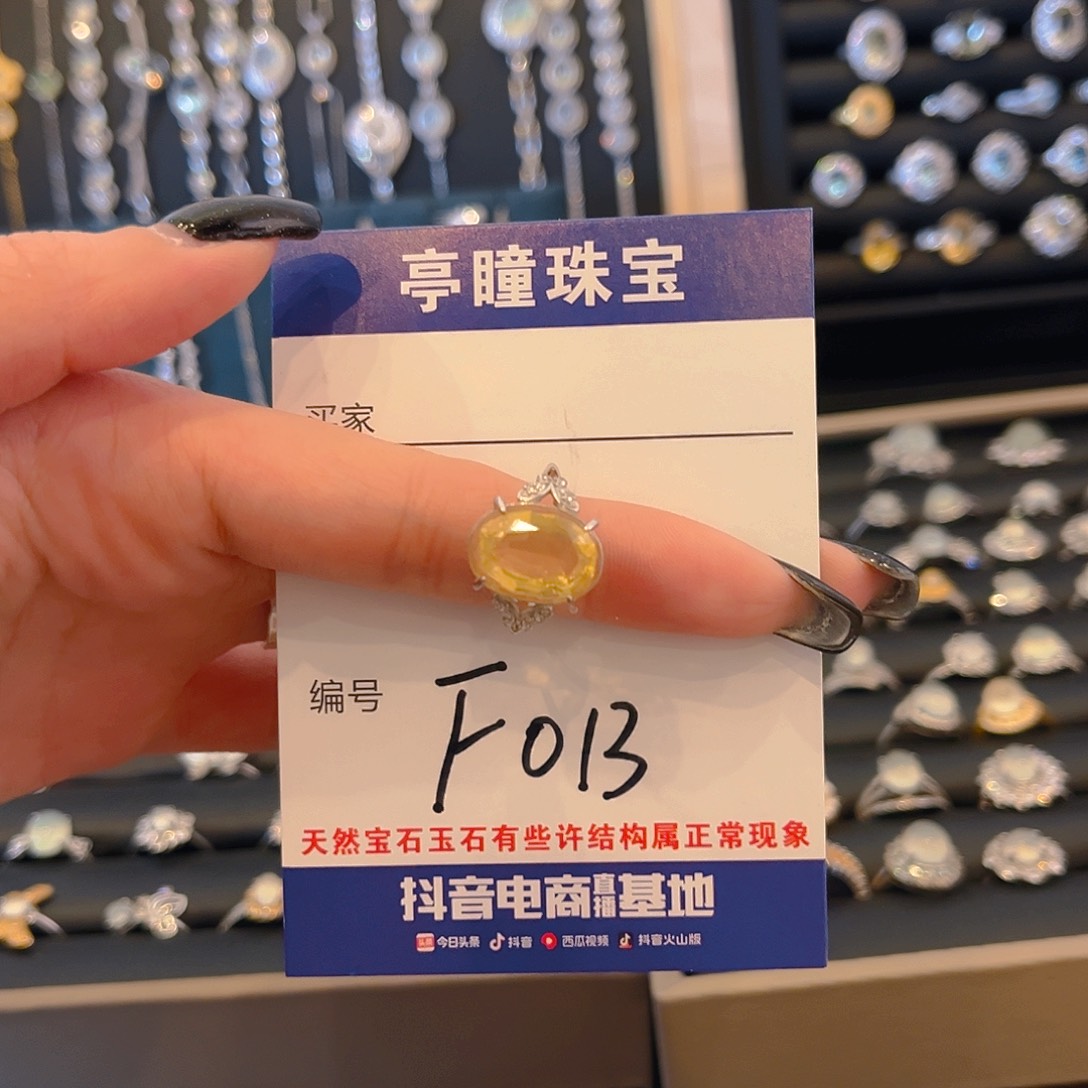 亭瞳珠宝
买家
编号 F013
天然宝石玉石有些许结构属正常现象
抖音电商直播基地
今日头条 抖音 西瓜视频 抖音火山版